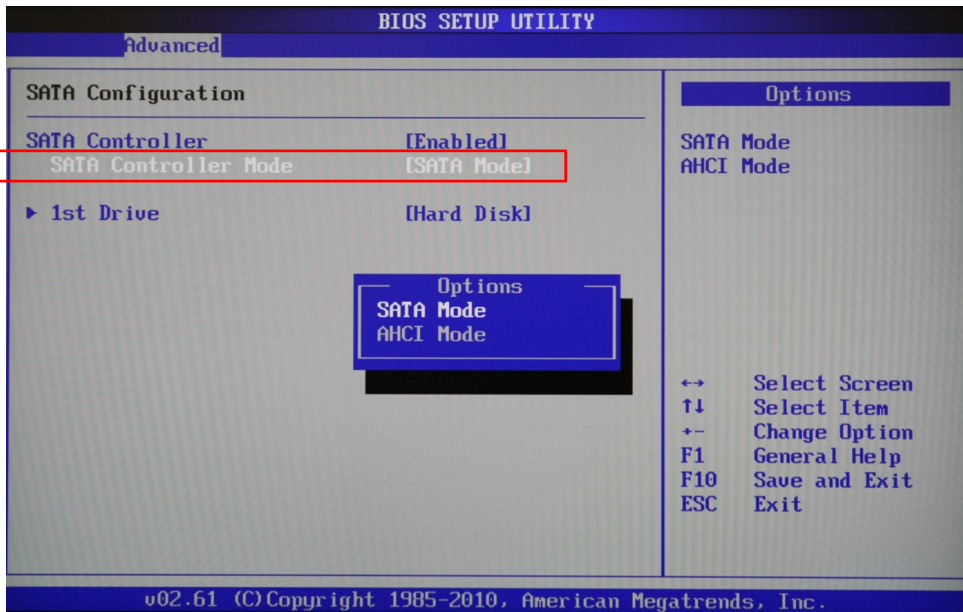 BIOS SETUP UTILITY
Advanced
SATA Configuration
SATA Controller [Enabled]
SATA Controller Mode [SATA Mode]
▶ 1st Drive [Hard Disk]
Options
SATA Mode
AHCI Mode
Options
SATA Mode
AHCI Mode
←→ Select Screen
↑↓ Select Item
+- Change Option
F1 General Help
F10 Save and Exit
ESC Exit
v02.61 (C)Copyright 1985-2010, American Megatrends, Inc.